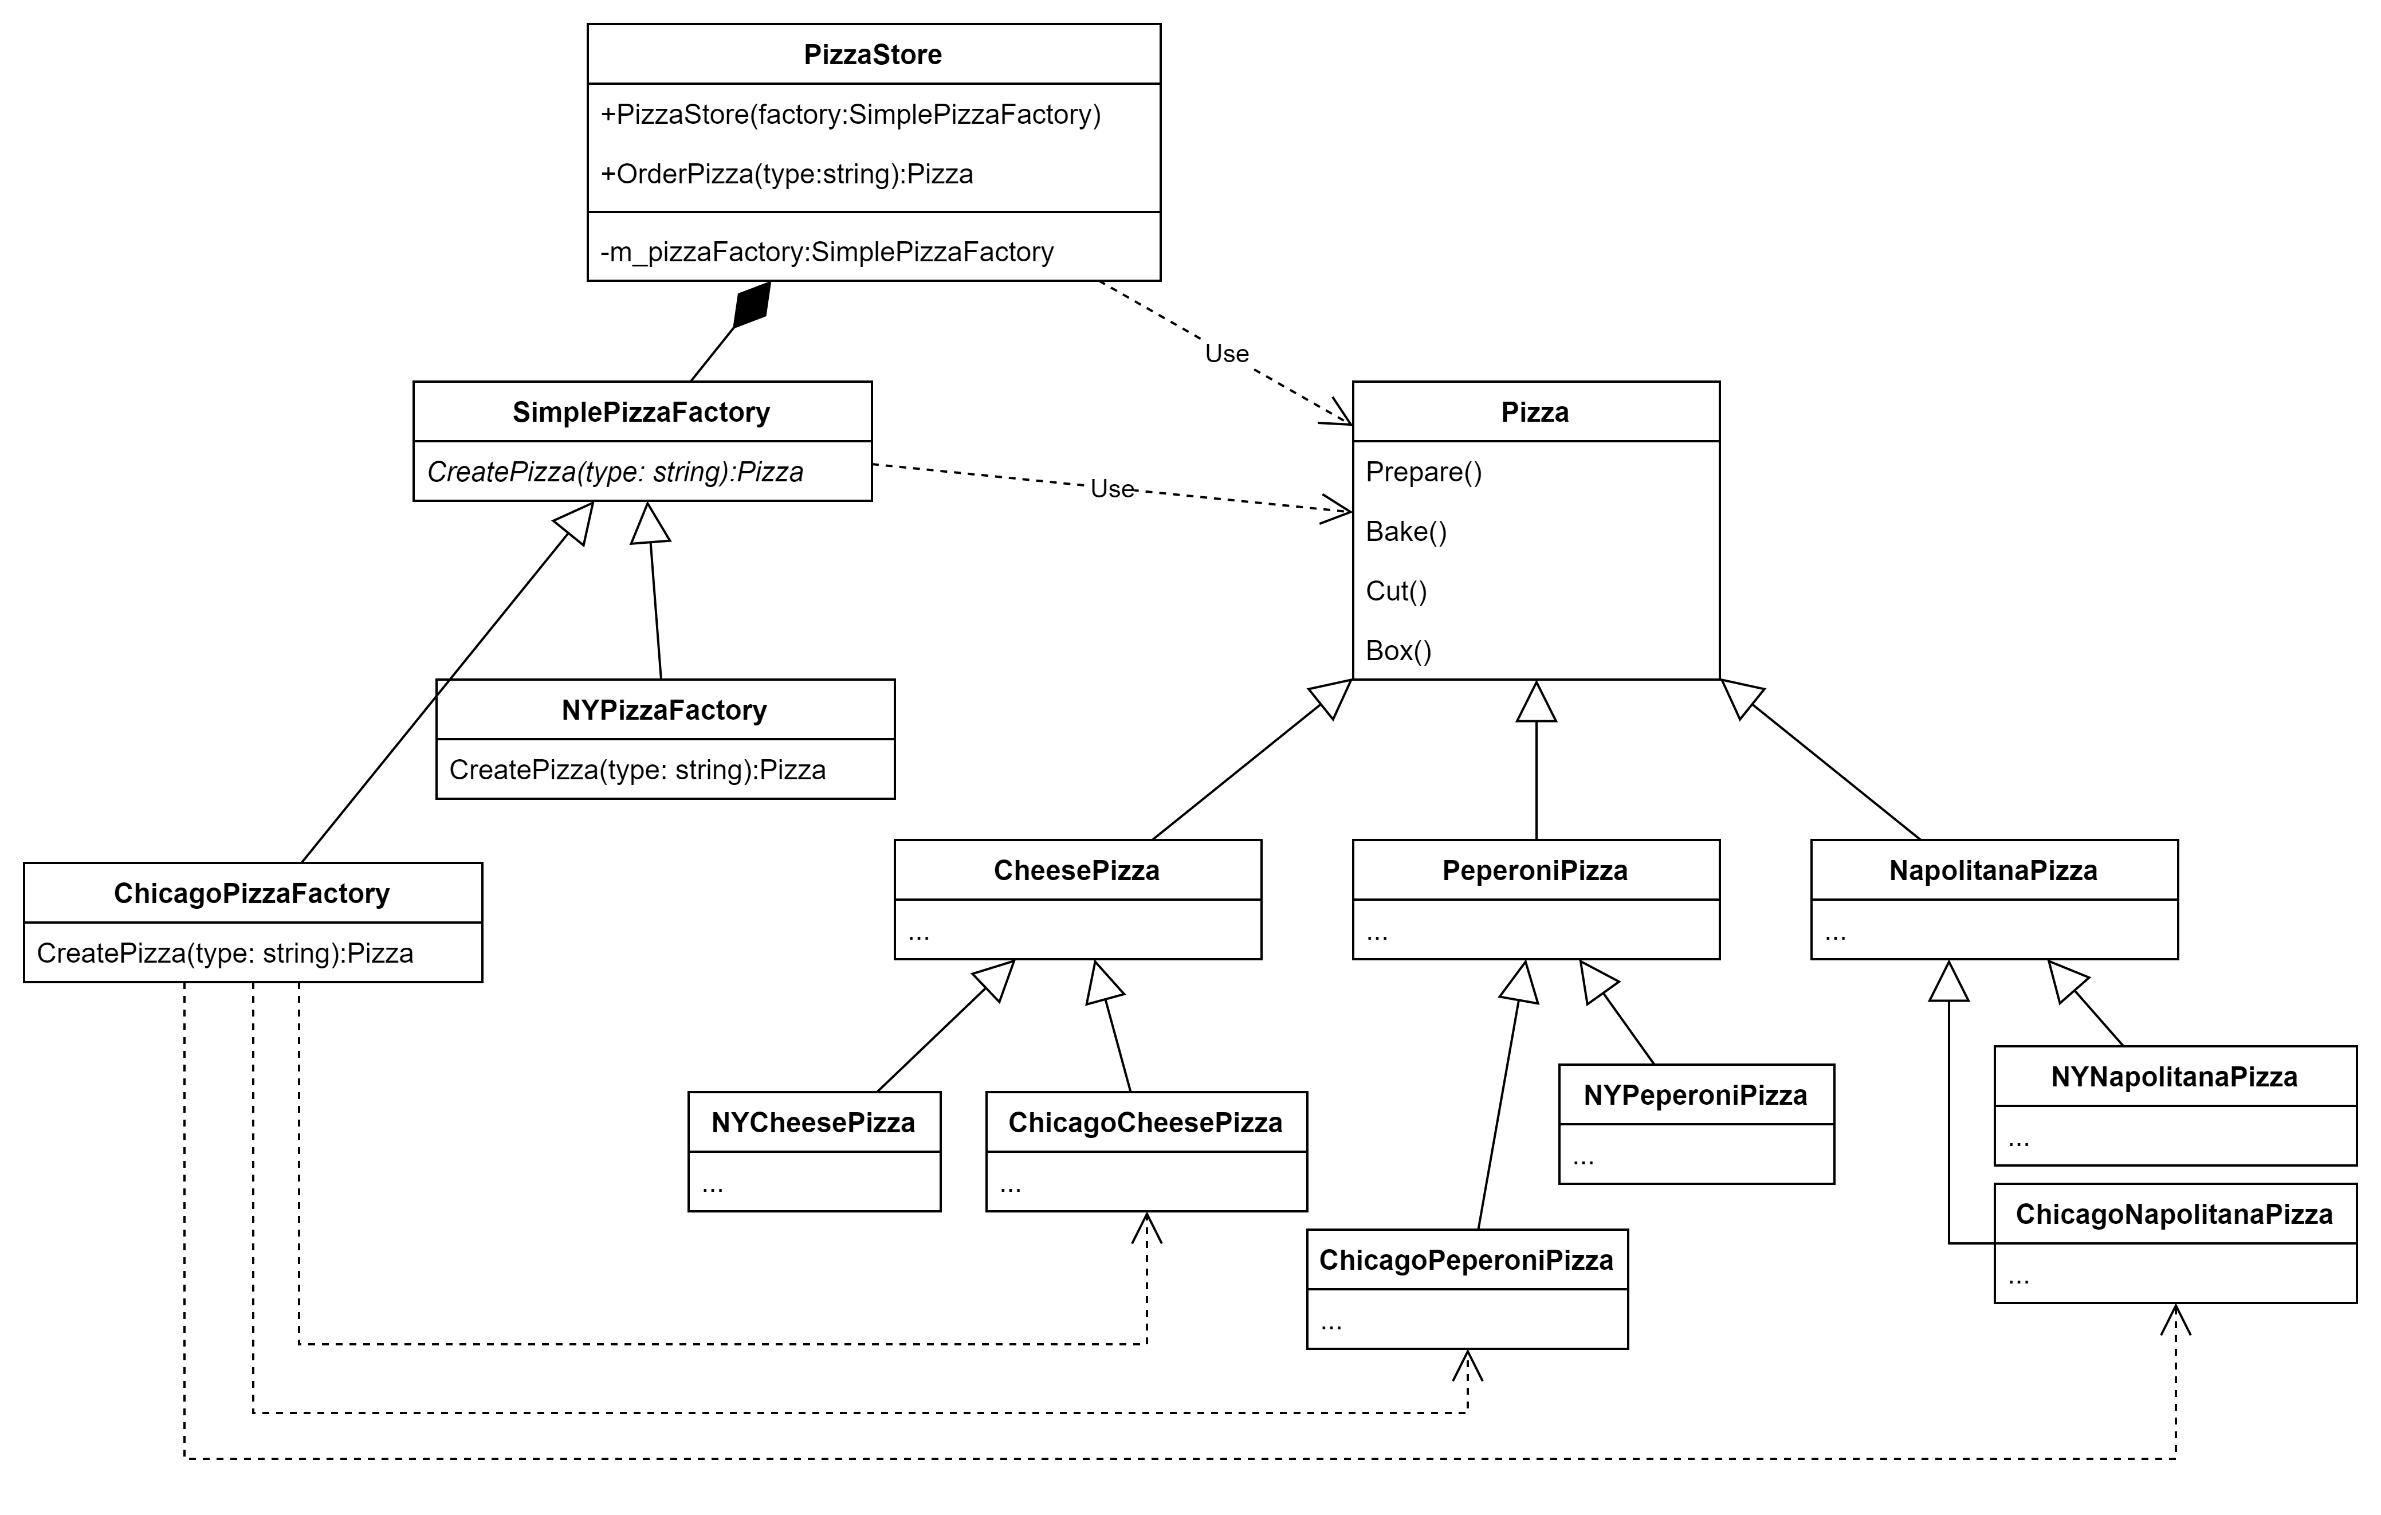 PizzaStore
+PizzaStore(factory:SimplePizzaFactory)
+OrderPizza(type:string):Pizza
-m_pizzaFactory:SimplePizzaFactory
Use
Use
SimplePizzaFactory
CreatePizza(type: string):Pizza
Pizza
Prepare()
Bake()
Cut()
Box()
NYPizzaFactory
CreatePizza(type: string):Pizza
ChicagoPizzaFactory
CreatePizza(type: string):Pizza
CheesePizza
...
PeperoniPizza
...
NapolitanaPizza
...
NYCheesePizza
...
ChicagoCheesePizza
...
NYPeperoniPizza
...
ChicagoPeperoniPizza
...
NYNapolitanaPizza
...
ChicagoNapolitanaPizza
...